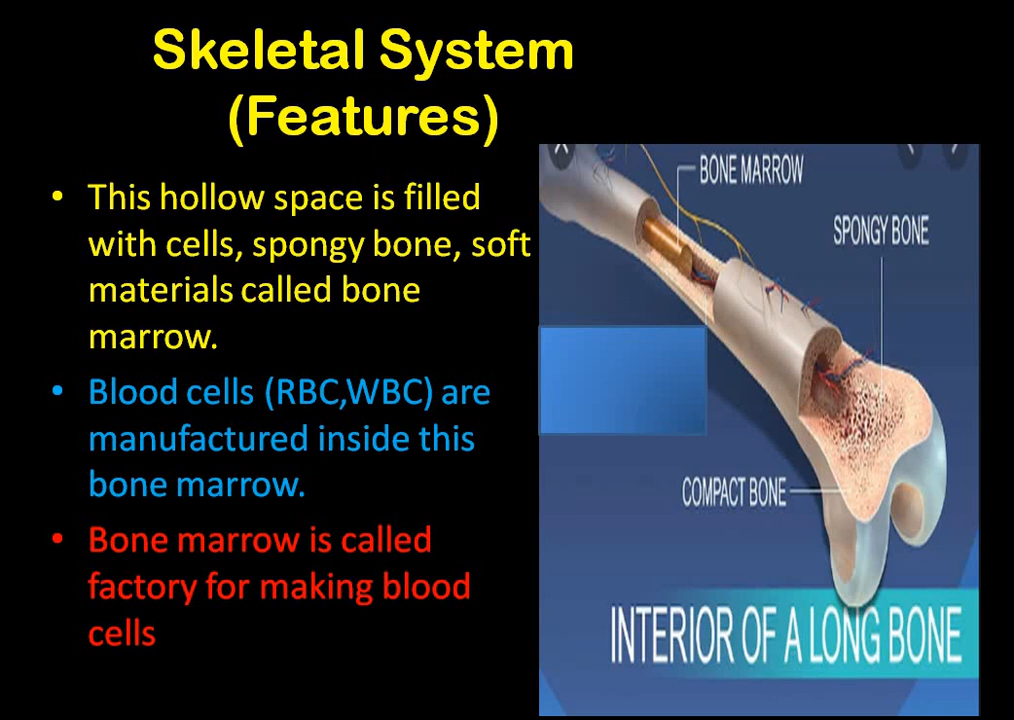 Skeletal System
(Features)
• This hollow space is filled
with cells, spongy bone, soft
materials called bone
marrow.
• Blood cells (RBC,WBC) are
manufactured inside this
bone marrow.
• Bone marrow is called
factory for making blood
cells
BONE MARROW
SPONGY BONE
COMPACT BONE
INTERIOR OF A LONG BONE